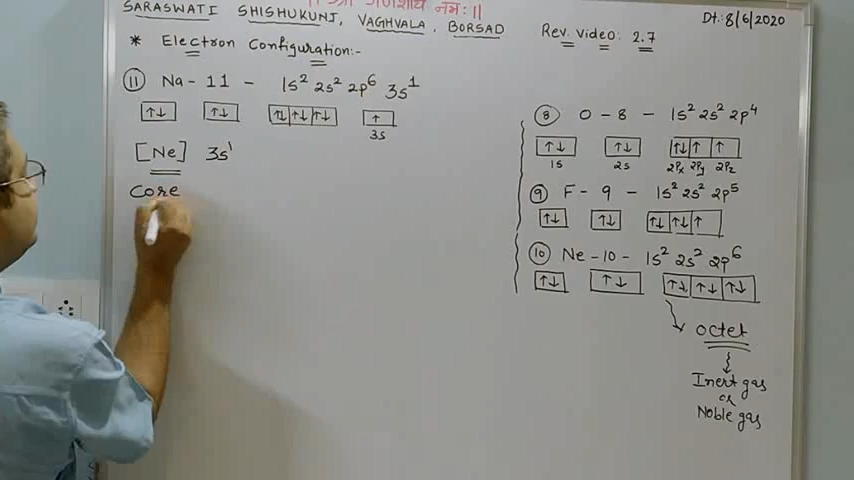 ।। श्री गणेशाय नमः ।।
SARASWATI SHISHUKUNJ, VAGHVALA, BORSAD
Rev. Video: 2.7
Dt.: 8/6/2020
* Electron Configuration:-
⑪ Na - 11 - 1s² 2s² 2p⁶ 3s¹
↑↓ ↑↓ ↑↓ ↑↓ ↑↓ ↑
3s
[Ne] 3s¹
Core
⑧ O - 8 - 1s² 2s² 2p⁴
↑↓ ↑↓ ↑↓ ↑ ↑
1s 2s 2Px 2Py 2Pz
⑨ F - 9 - 1s² 2s² 2p⁵
↑↓ ↑↓ ↑↓ ↑↓ ↑
⑩ Ne - 10 - 1s² 2s² 2p⁶
↑↓ ↑↓ ↑↓ ↑↓ ↑↓
octet
Inert gas
or
Noble gas